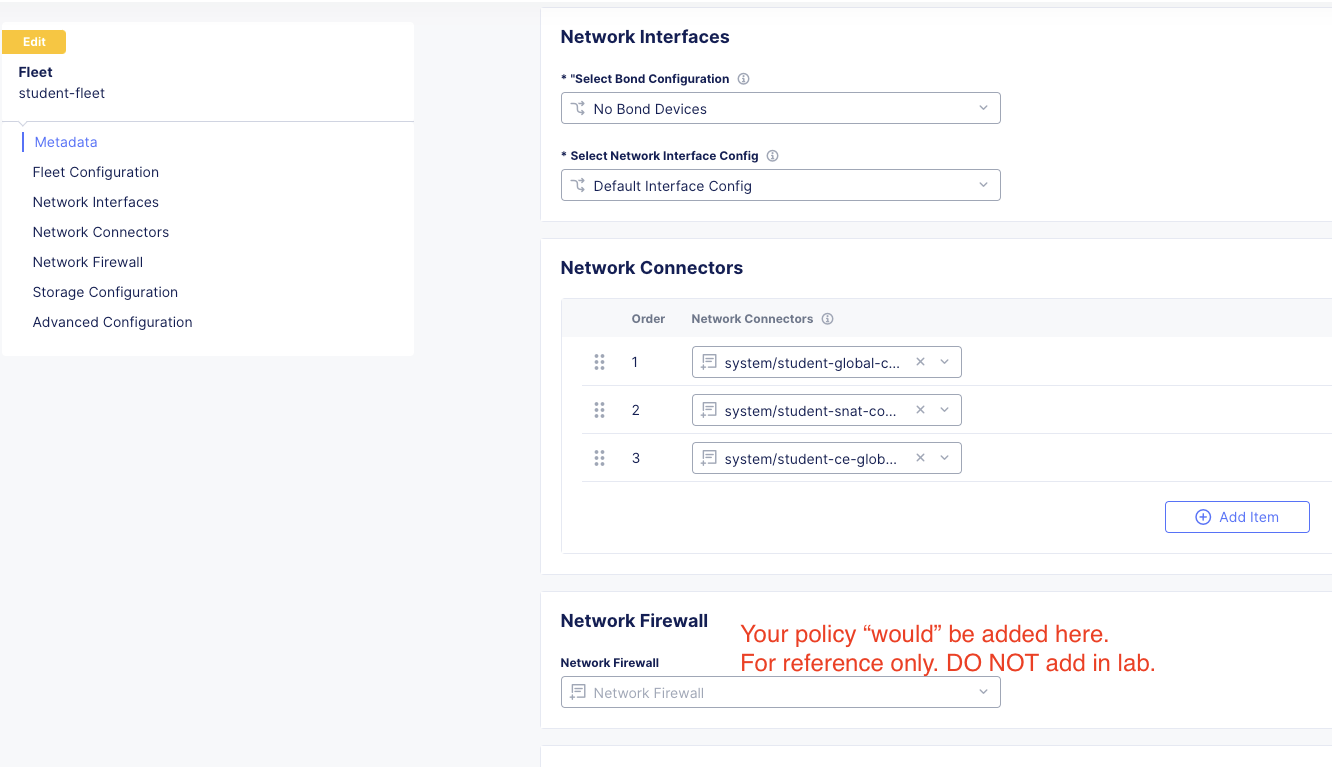 Edit
Fleet
student-fleet
Metadata
Fleet Configuration
Network Interfaces
Network Connectors
Network Firewall
Storage Configuration
Advanced Configuration
Network Interfaces
* "Select Bond Configuration
No Bond Devices
* Select Network Interface Config
Default Interface Config
Network Connectors
Order Network Connectors
1 system/student-global-c...
2 system/student-snat-co...
3 system/student-ce-glob...
Add Item
Network Firewall
Your policy “would” be added here.
For reference only. DO NOT add in lab.
Network Firewall
Network Firewall